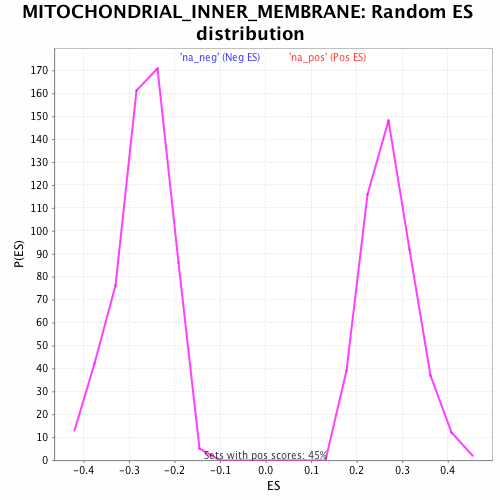 MITOCHONDRIAL_INNER_MEMBRANE: Random ES
distribution
'na_neg' (Neg ES) 'na_pos' (Pos ES)
170
160
150
140
130
120
110
100
90
80
70
60
50
40
30
20
10
0
P(ES)
Sets with pos scores: 45%
-0.4 -0.3 -0.2 -0.1 0.0 0.1 0.2 0.3 0.4
ES